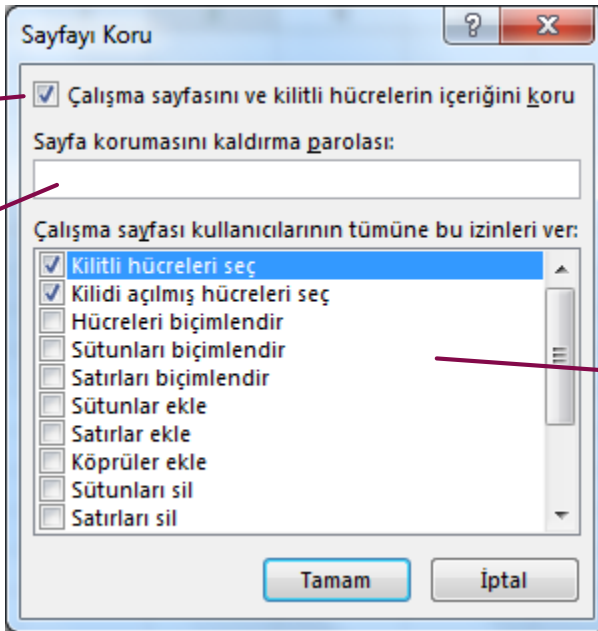 Sayfayı Koru
Çalışma sayfasını ve kilitli hücrelerin içeriğini koru
Sayfa korumasını kaldırma parolası:
Çalışma sayfası kullanıcılarının tümüne bu izinleri ver:
Kilitli hücreleri seç
Kilidi açılmış hücreleri seç
Hücreleri biçimlendir
Sütunları biçimlendir
Satırları biçimlendir
Sütunlar ekle
Satırlar ekle
Köprüler ekle
Sütunları sil
Satırları sil
Tamam İptal